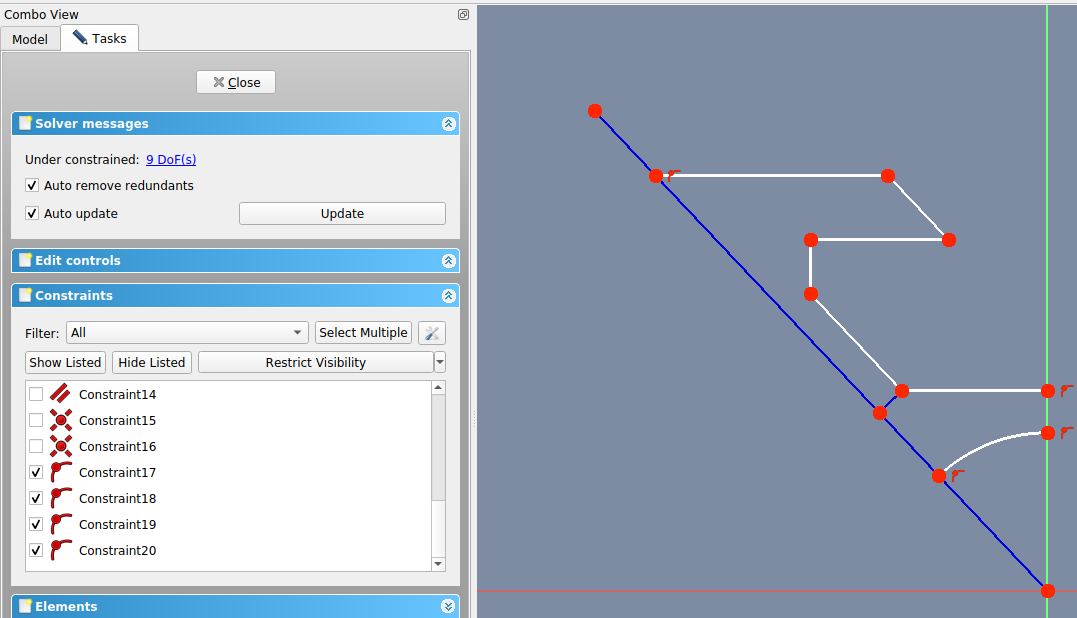 Combo View
Model
Tasks
Close
Solver messages
Under constrained: 9 DoF(s)
Auto remove redundants
Auto update
Update
Edit controls
Constraints
Filter: All
Select Multiple
Show Listed
Hide Listed
Restrict Visibility
Constraint14
Constraint15
Constraint16
Constraint17
Constraint18
Constraint19
Constraint20
Elements